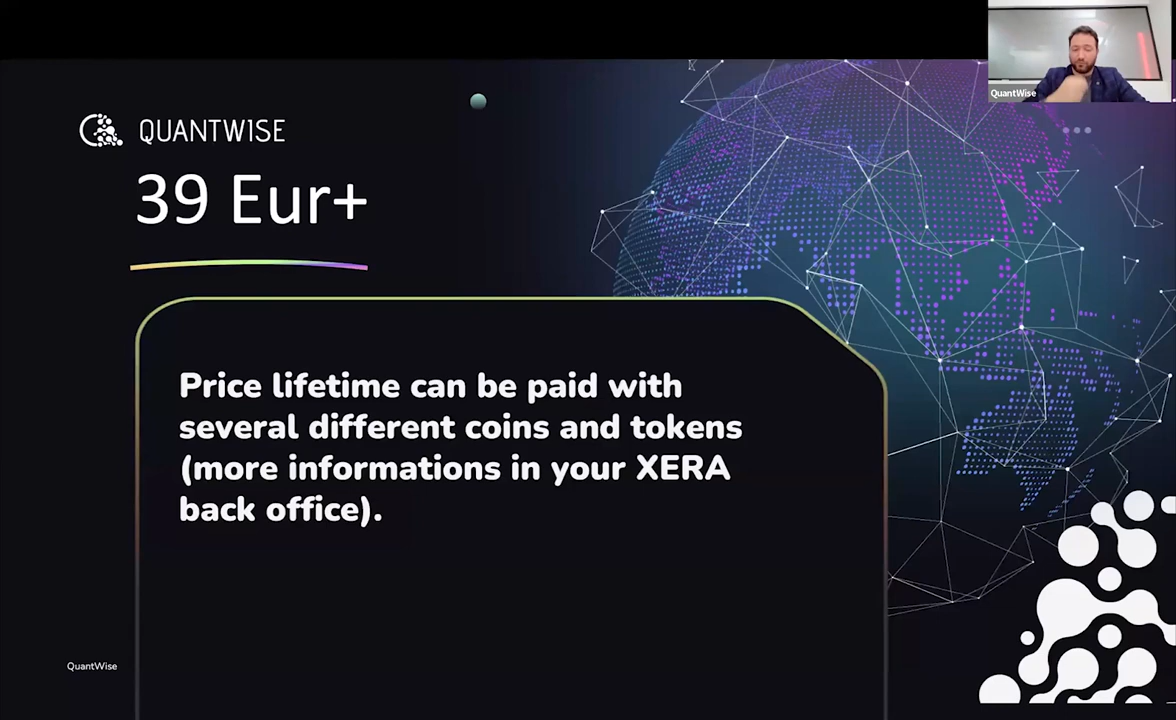 QuantWise
QUANTWISE
39 Eur+
Price lifetime can be paid with
several different coins and tokens
(more informations in your XERA
back office).
QuantWise